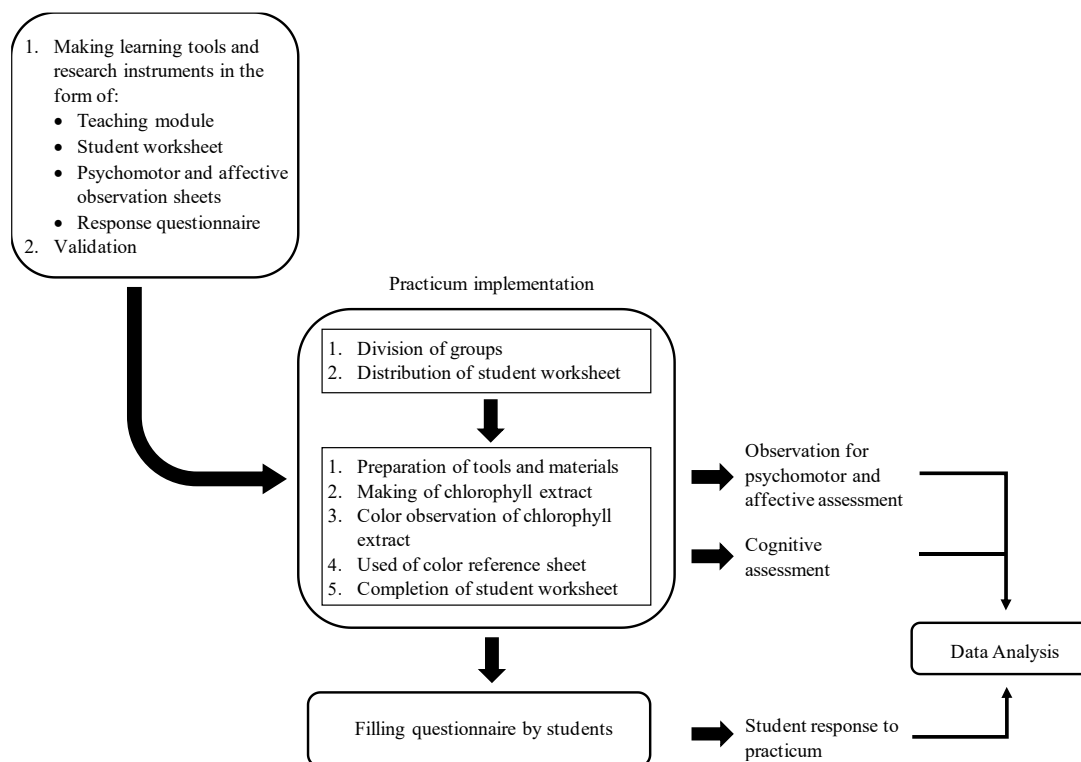 1. Making learning tools and
research instruments in the
form of:
• Teaching module
• Student worksheet
• Psychomotor and affective
observation sheets
• Response questionnaire
2. Validation
Practicum implementation
1. Division of groups
2. Distribution of student worksheet
1. Preparation of tools and materials
2. Making of chlorophyll extract
3. Color observation of chlorophyll
extract
4. Used of color reference sheet
5. Completion of student worksheet
Observation for
psychomotor and
affective assessment
Cognitive
assessment
Data Analysis
Filling questionnaire by students
Student response to
practicum